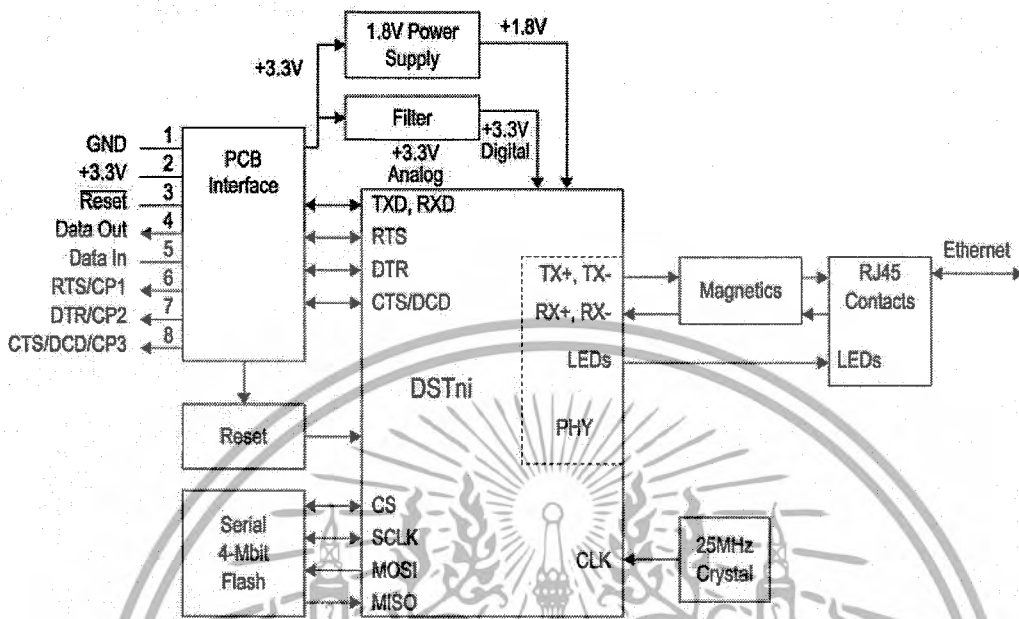 1.8V Power
Supply
+1.8V
+3.3V
Filter
+3.3V
Digital
+3.3V
Analog
GND
1
+3.3V
2
Reset
3
Data Out
4
Data In
5
RTS/CP1
6
DTR/CP2
7
CTS/DCD/CP3
8
PCB
Interface
TXD, RXD
RTS
DTR
CTS/DCD
TX+, TX-
RX+, RX-
LEDs
PHY
DSTni
Magnetics
RJ45
Contacts
LEDs
Ethernet
Reset
Serial
4-Mbit
Flash
CS
SCLK
MOSI
MISO
CLK
25MHz
Crystal